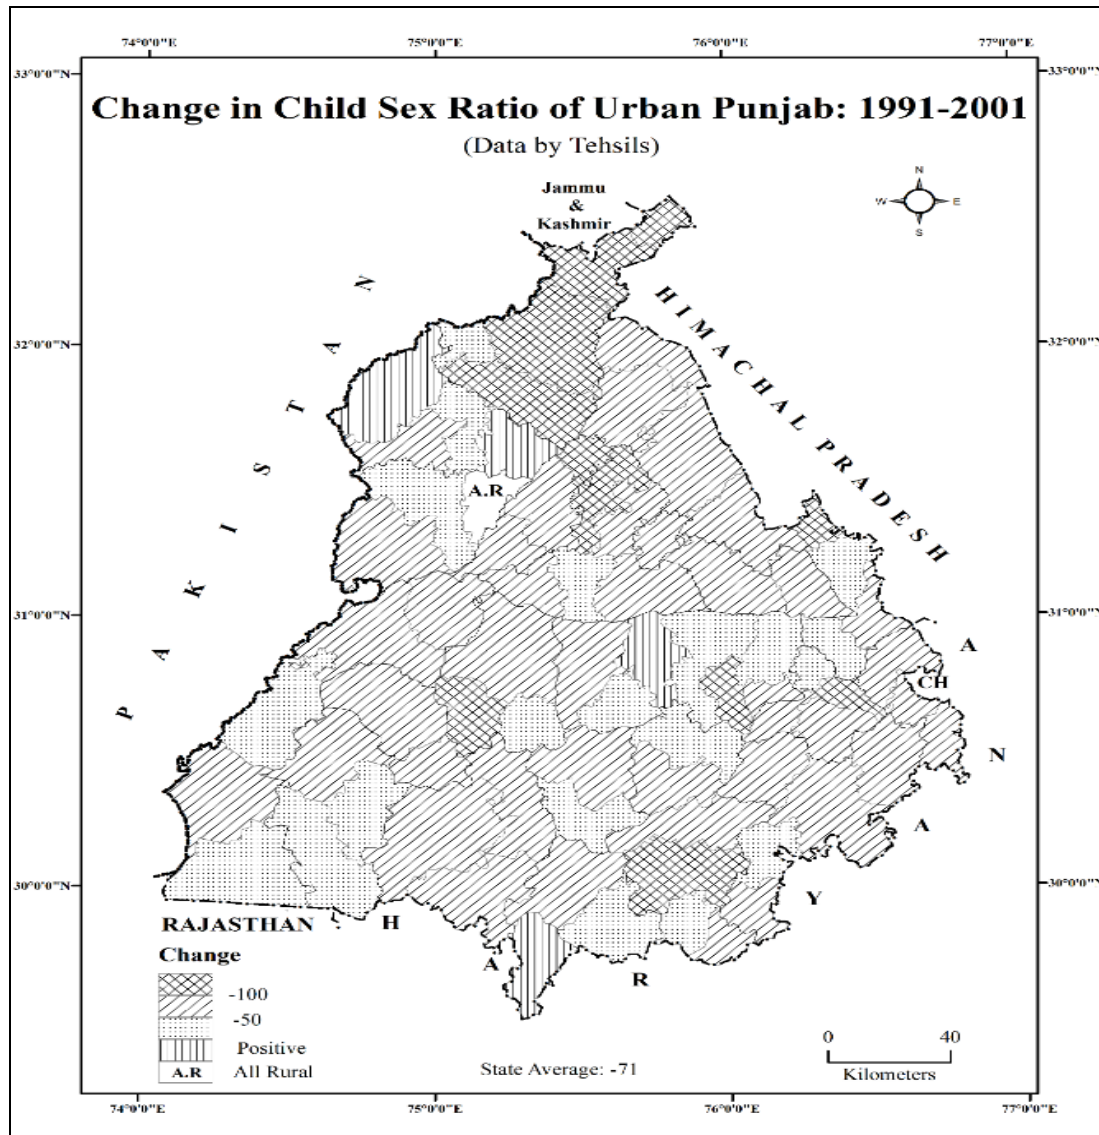 74°0'0"E 75°0'0"E 76°0'0"E 77°0'0"E
33°0'0"N 33°0'0"N
Change in Child Sex Ratio of Urban Punjab: 1991-2001
(Data by Tehsils)
Jammu
&
Kashmir
N
W E
S
PAKISTAN
HIMACHAL PRADESH
32°0'0"N 32°0'0"N
A.R
31°0'0"N 31°0'0"N
CH
HARYANA
30°0'0"N 30°0'0"N
RAJASTHAN
Change
-100
-50
Positive
A.R All Rural
State Average: -71
0 40
Kilometers
74°0'0"E 75°0'0"E 76°0'0"E 77°0'0"E